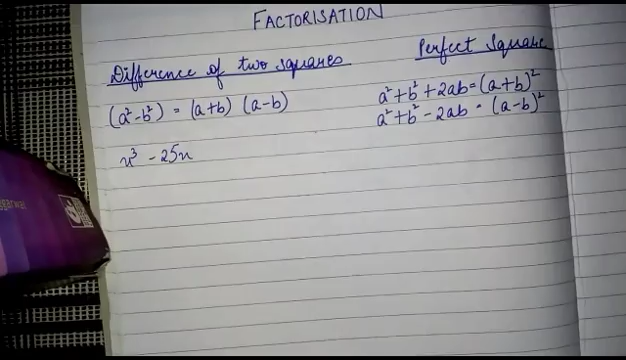 FACTORISATION
Difference of two squares
(a²-b²) = (a+b) (a-b)
x³ - 25x
Perfect Square
a²+b²+2ab=(a+b)²
a²+b²-2ab = (a-b)²
ggarwal